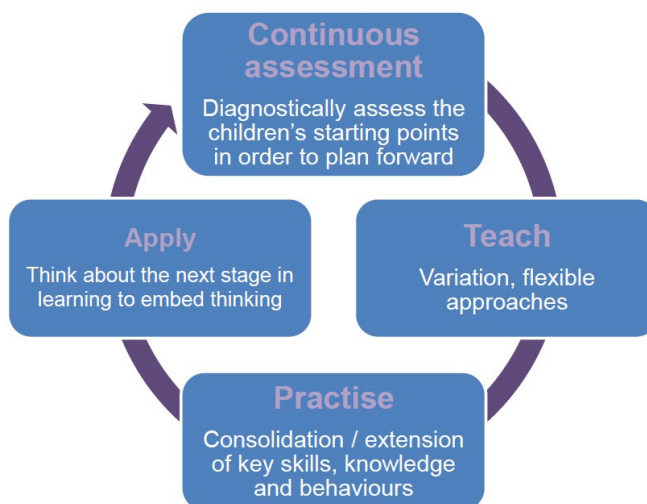 Continuous
assessment
Diagnostically assess the
children's starting points
in order to plan forward
Apply
Think about the next stage in
learning to embed thinking
Teach
Variation, flexible
approaches
Practise
Consolidation / extension
of key skills, knowledge
and behaviours